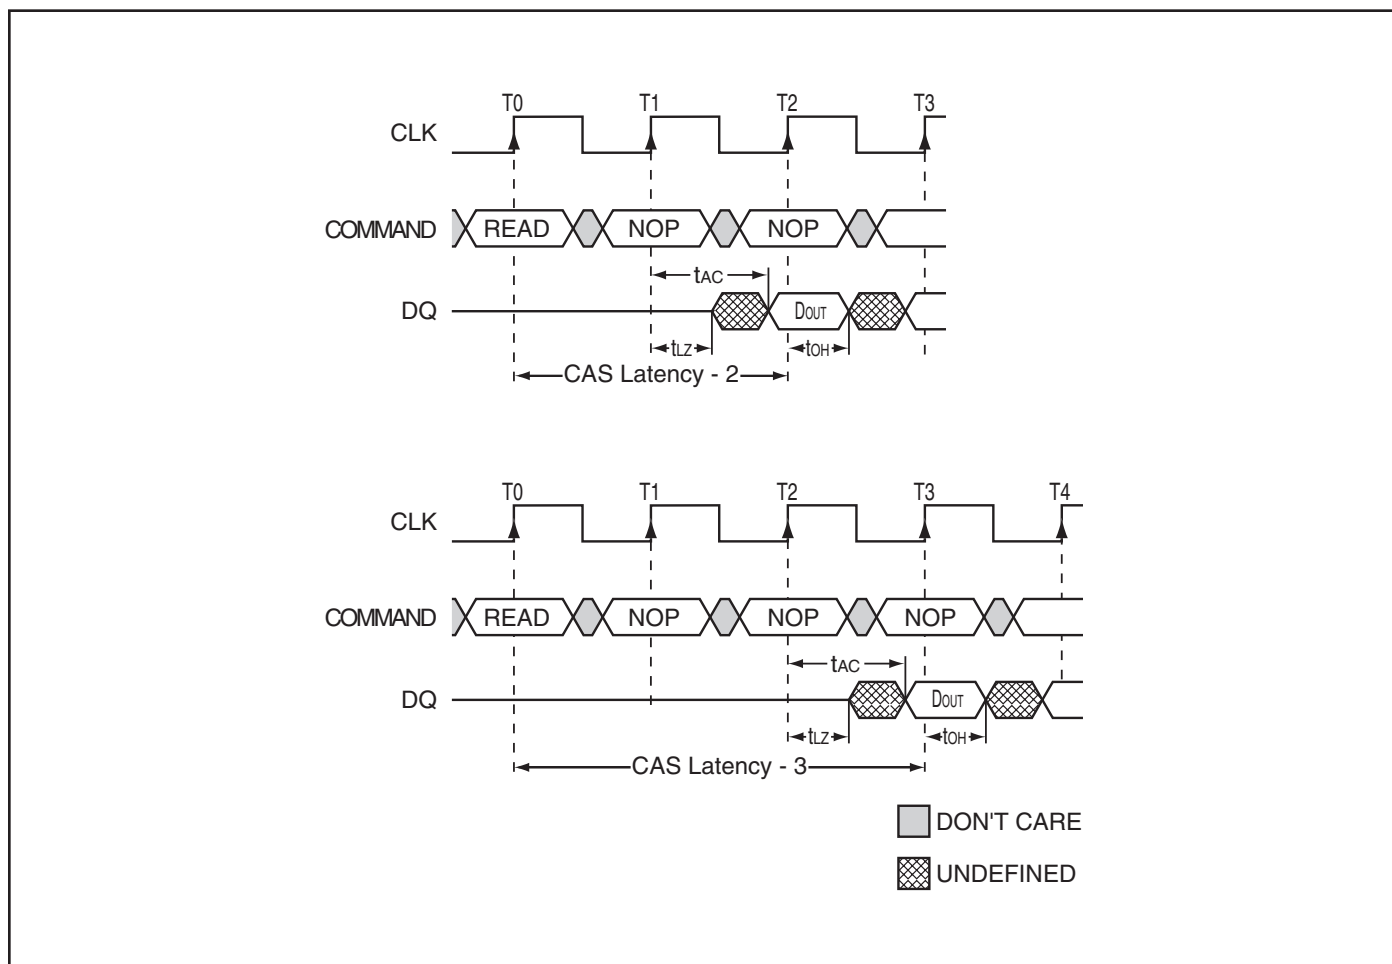 T0 T1 T2 T3
CLK
COMMAND READ NOP NOP
tAC
DQ DOUT
tLZ tOH
CAS Latency - 2
T0 T1 T2 T3 T4
CLK
COMMAND READ NOP NOP NOP
tAC
DQ DOUT
tLZ tOH
CAS Latency - 3
DON'T CARE
UNDEFINED